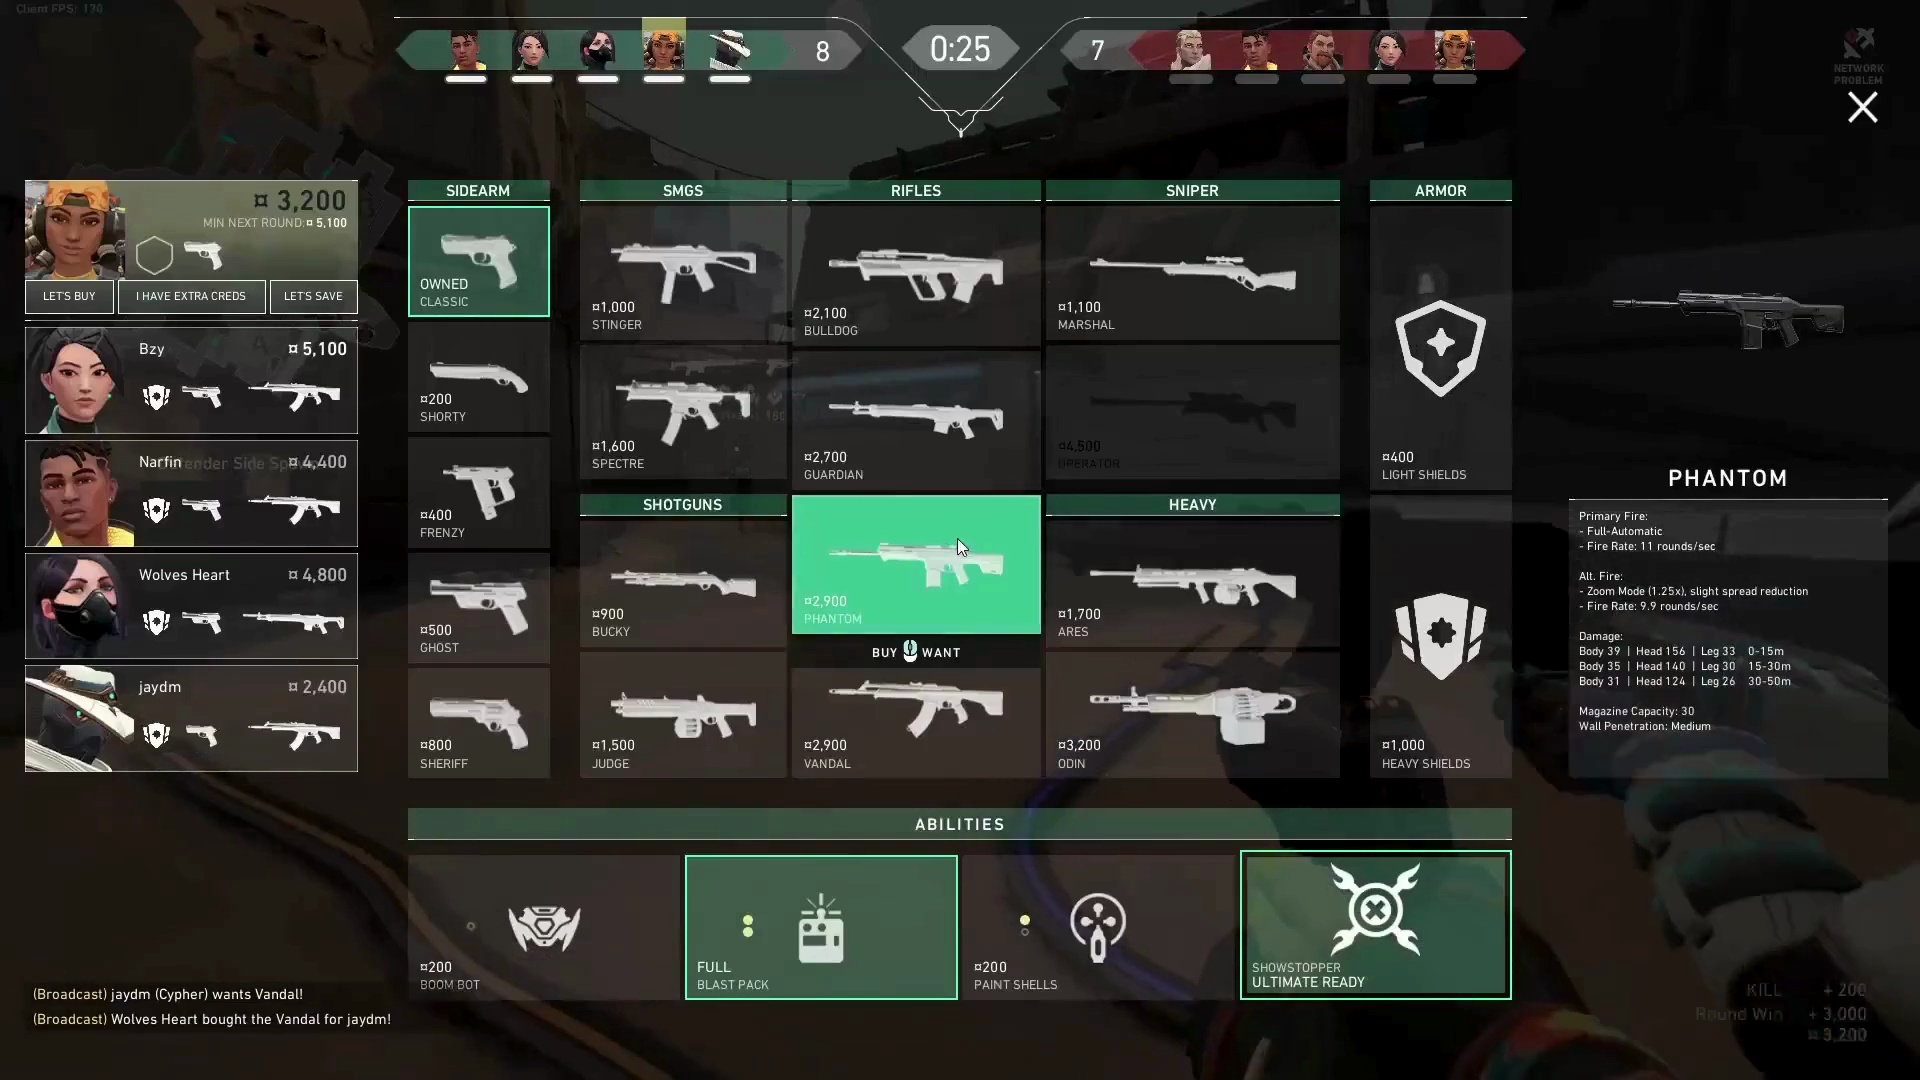 Client FPS: 170
8
0:25
7
NETWORK
PROBLEM
¤ 3,200
MIN NEXT ROUND: ¤ 5,100
LET'S BUY
I HAVE EXTRA CREDS
LET'S SAVE
Bzy
¤ 5,100
Narfin
¤ 4,400
Wolves Heart
¤ 4,800
jaydm
¤ 2,400
SIDEARM
OWNED
CLASSIC
¤200
SHORTY
¤400
FRENZY
¤500
GHOST
¤800
SHERIFF
SMGS
¤1,000
STINGER
¤1,600
SPECTRE
SHOTGUNS
¤900
BUCKY
¤1,500
JUDGE
RIFLES
¤2,100
BULLDOG
¤2,700
GUARDIAN
¤2,900
PHANTOM
BUY WANT
¤2,900
VANDAL
SNIPER
¤1,100
MARSHAL
¤4,500
OPERATOR
HEAVY
¤1,700
ARES
¤3,200
ODIN
ARMOR
¤400
LIGHT SHIELDS
¤1,000
HEAVY SHIELDS
PHANTOM
Primary Fire:
- Full-Automatic
- Fire Rate: 11 rounds/sec
Alt. Fire:
- Zoom Mode (1.25x), slight spread reduction
- Fire Rate: 9.9 rounds/sec
Damage:
Body 39 | Head 156 | Leg 33 0-15m
Body 35 | Head 140 | Leg 30 15-30m
Body 31 | Head 124 | Leg 26 30-50m
Magazine Capacity: 30
Wall Penetration: Medium
ABILITIES
¤200
BOOM BOT
FULL
BLAST PACK
¤200
PAINT SHELLS
SHOWSTOPPER
ULTIMATE READY
(Broadcast) jaydm (Cypher) wants Vandal!
(Broadcast) Wolves Heart bought the Vandal for jaydm!
KILL + 200
Round Win + 3,000
¤ 3,200